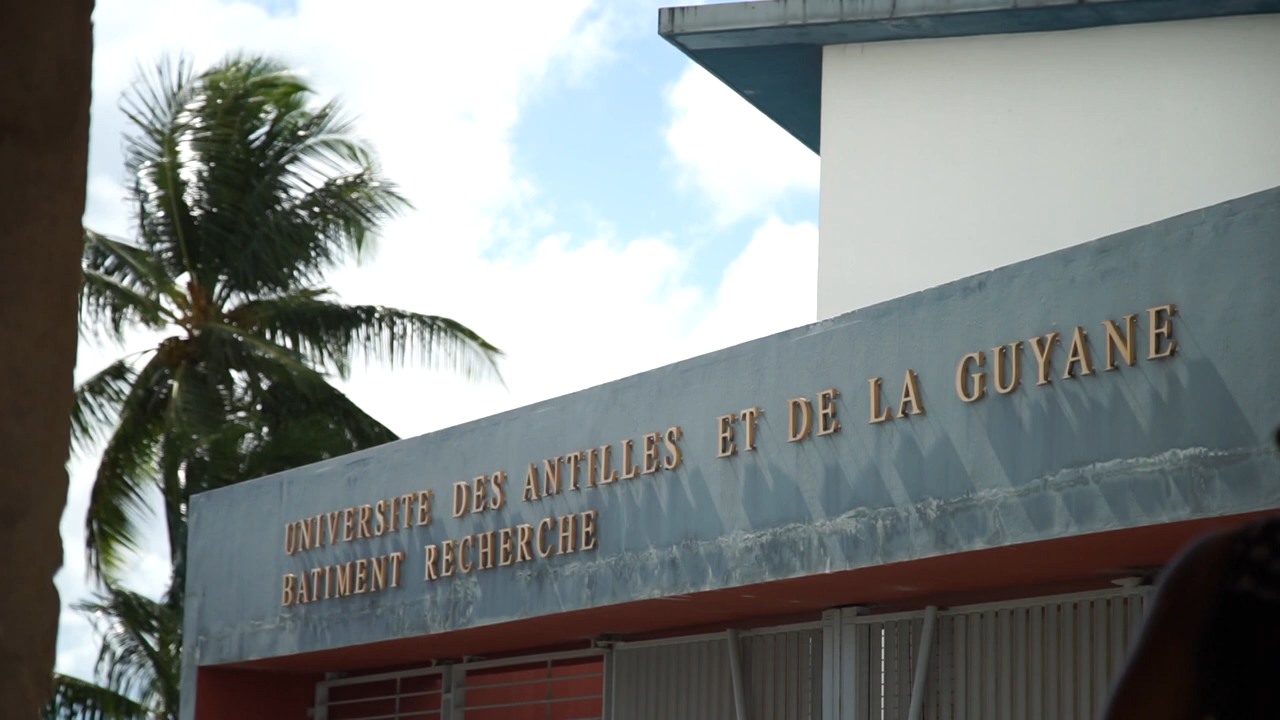 UNIVERSITE DES ANTILLES ET DE LA GUYANE
BATIMENT RECHERCHE